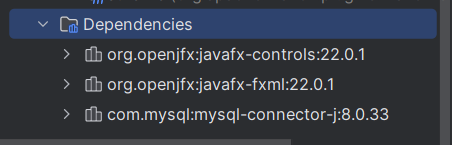 Dependencies
org.openjfx:javafx-controls:22.0.1
org.openjfx:javafx-fxml:22.0.1
com.mysql:mysql-connector-j:8.0.33